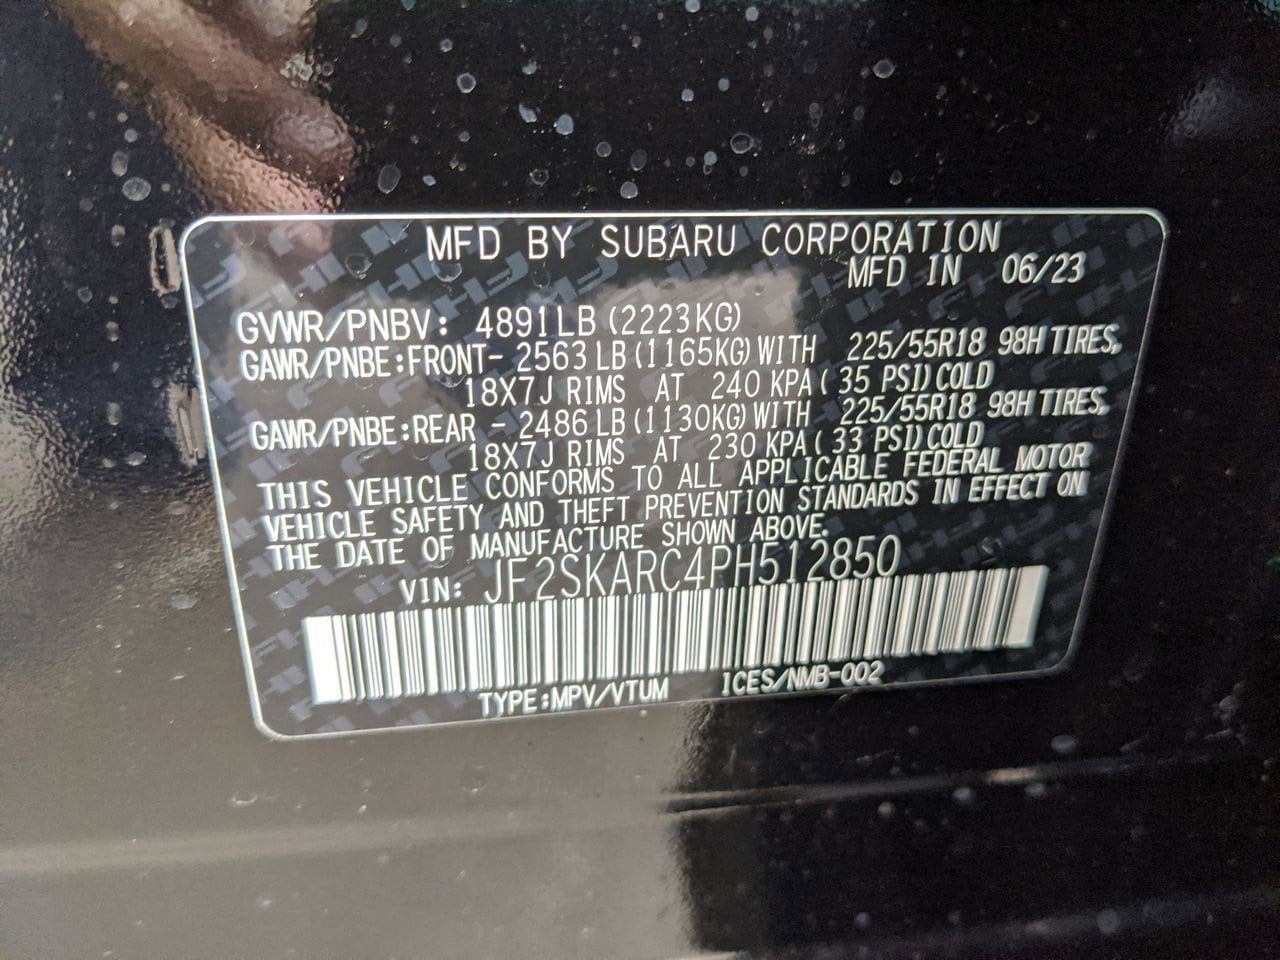 MFD BY SUBARU CORPORATION
MFD IN 06/23
GVWR/PNBV: 4891LB (2223KG)
GAWR/PNBE:FRONT- 2563 LB (1165KG) WITH 225/55R18 98H TIRES,
18X7J RIMS AT 240 KPA ( 35 PSI) COLD
GAWR/PNBE:REAR - 2486 LB (1130KG) WITH 225/55R18 98H TIRES,
18X7J RIMS AT 230 KPA ( 33 PSI) COLD
THIS VEHICLE CONFORMS TO ALL APPLICABLE FEDERAL MOTOR
VEHICLE SAFETY AND THEFT PREVENTION STANDARDS IN EFFECT ON
THE DATE OF MANUFACTURE SHOWN ABOVE.
VIN: JF2SKARC4PH512850
TYPE:MPV/VTUM ICES/NMB-002